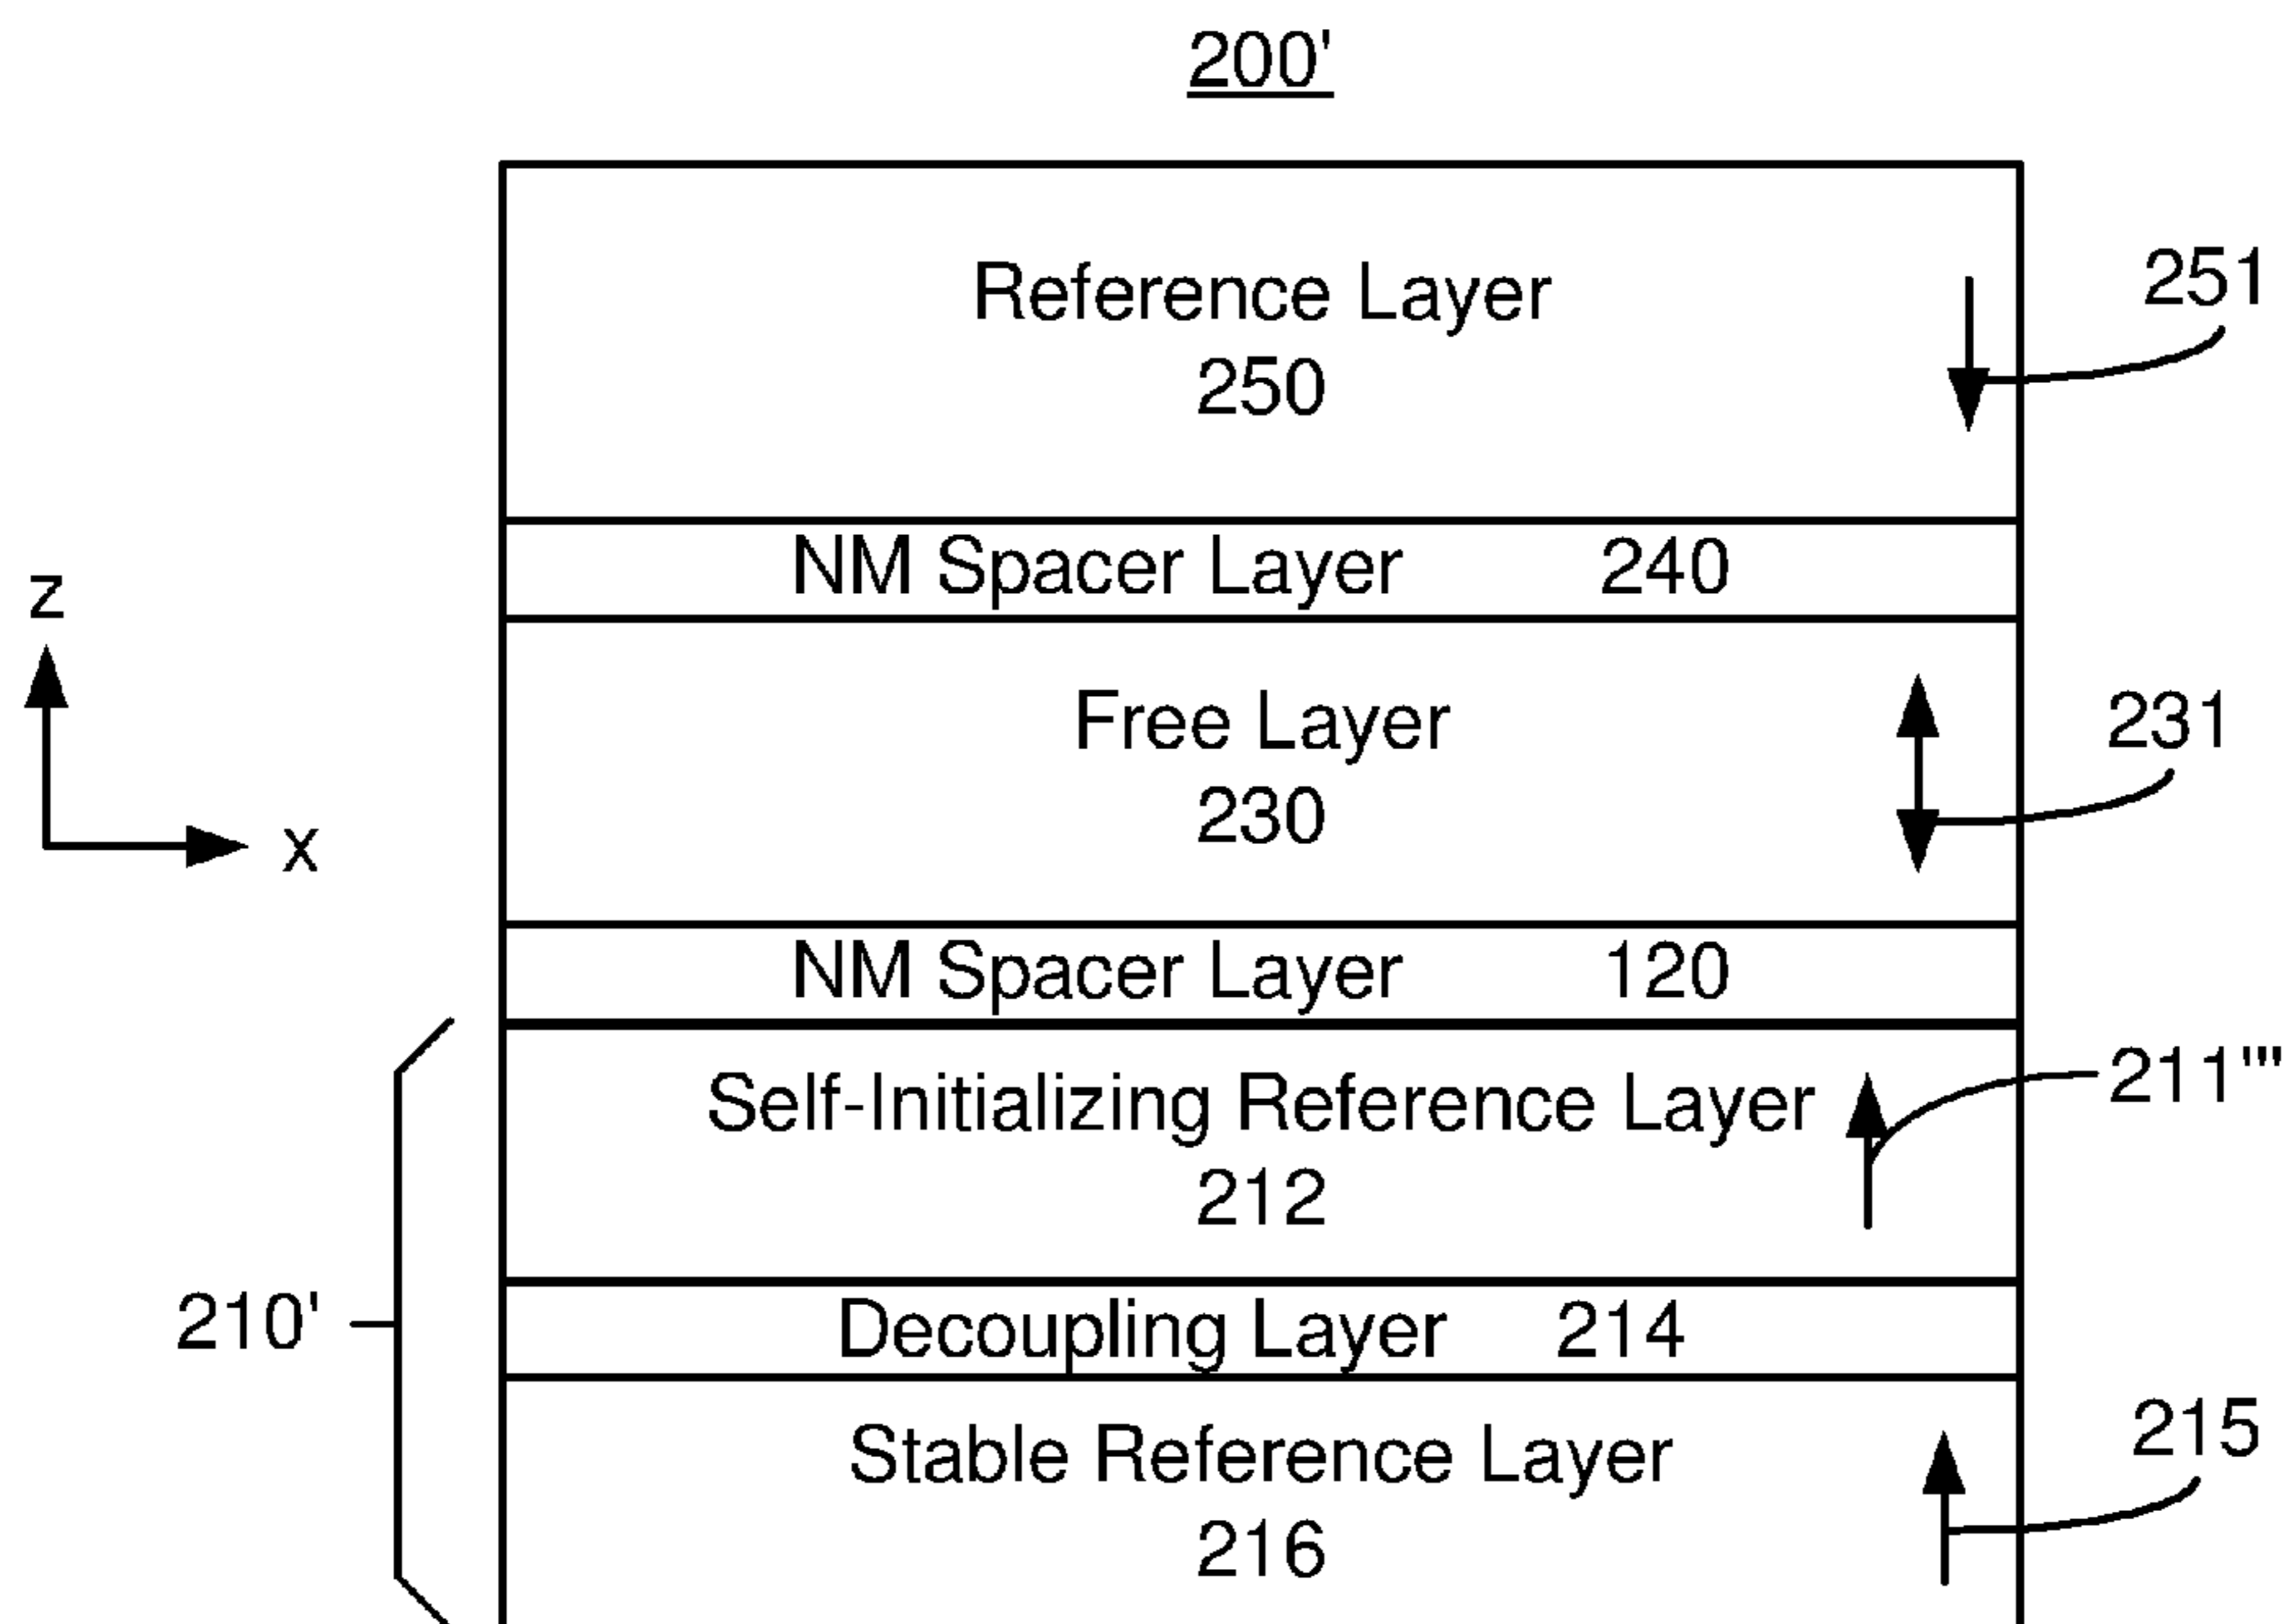 200'
Reference Layer
250
251
NM Spacer Layer 240
z
x
Free Layer
230
231
NM Spacer Layer 120
Self-Initializing Reference Layer
212
211''''
210'
Decoupling Layer 214
Stable Reference Layer
216
215